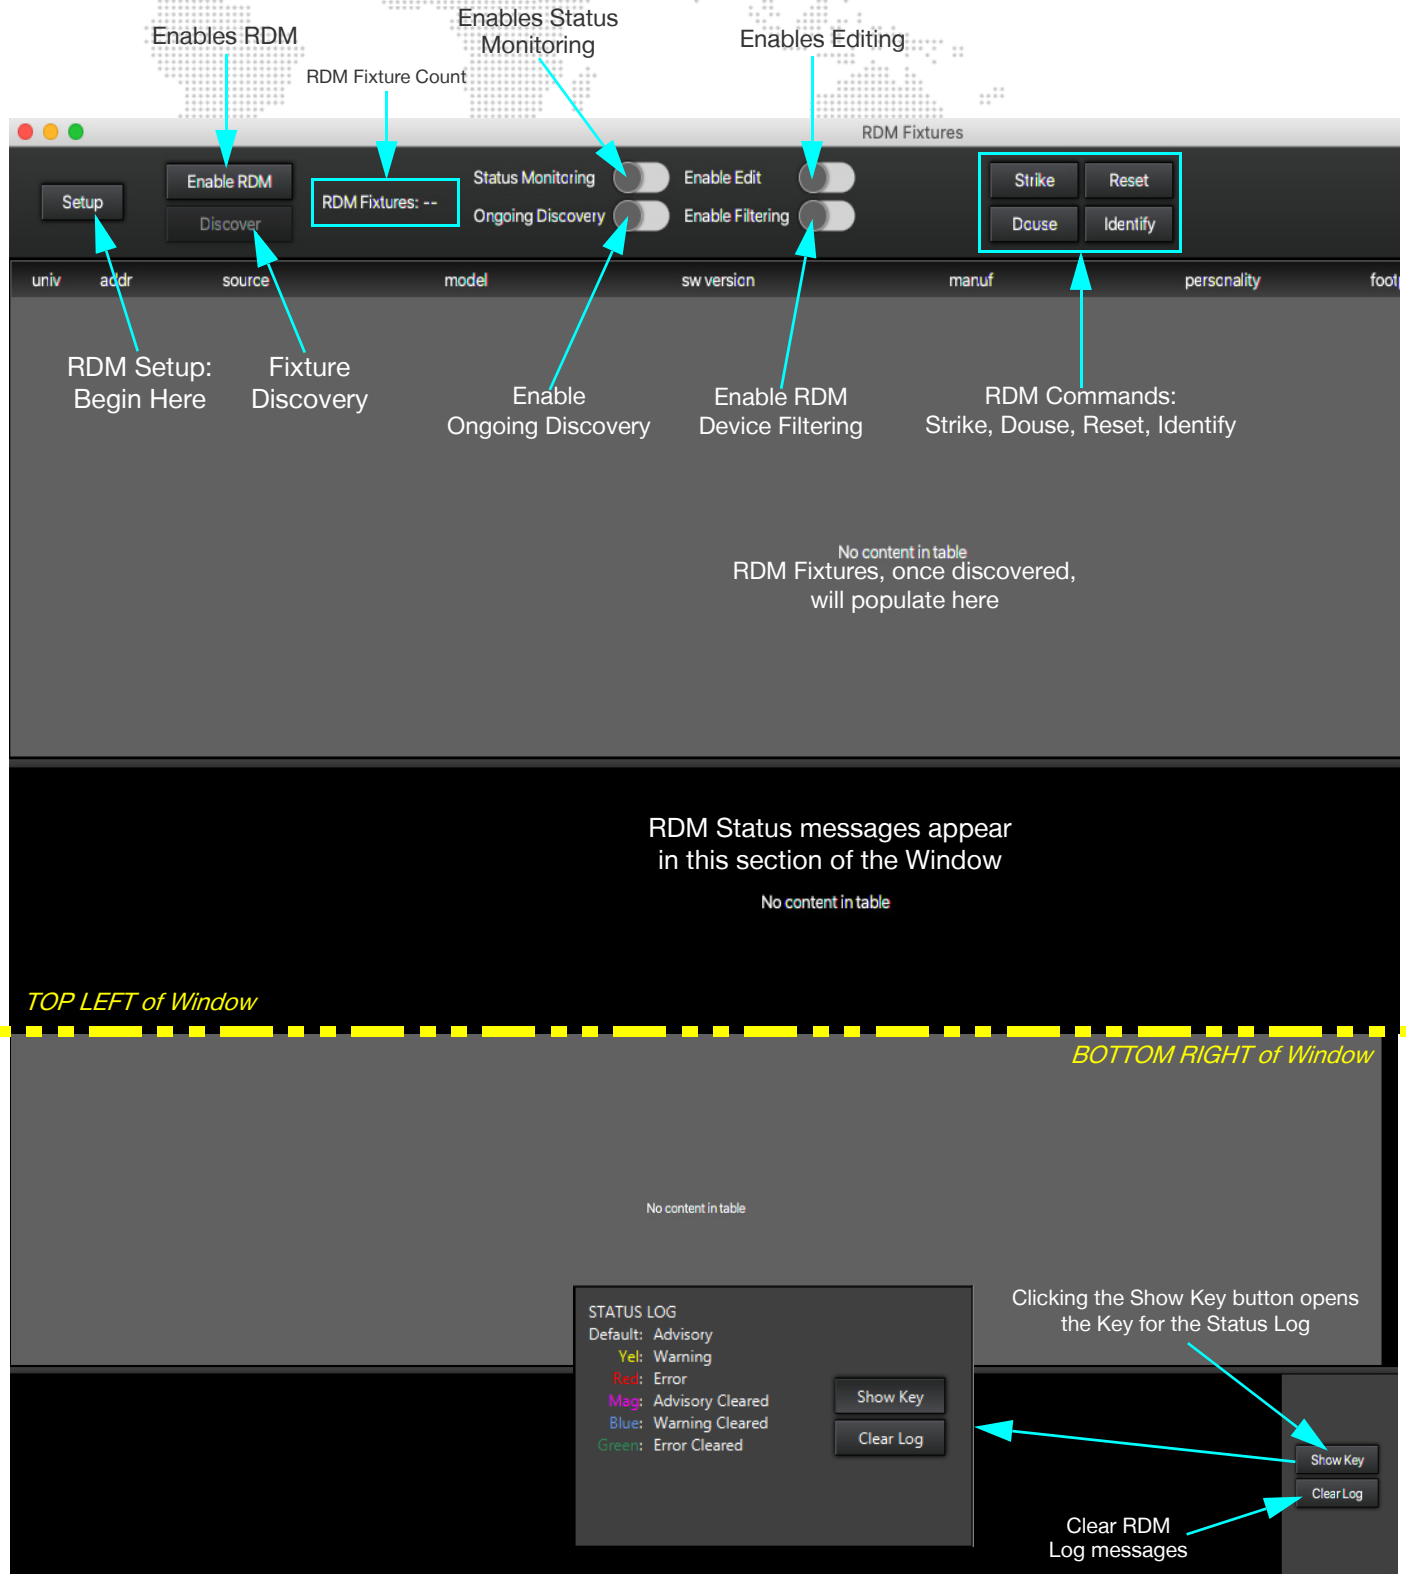 Enables RDM
Enables Status
Monitoring
Enables Editing
RDM Fixture Count
RDM Fixtures
Setup
Enable RDM
Discover
RDM Fixtures: --
Status Monitoring
Ongoing Discovery
Enable Edit
Enable Filtering
Strike
Reset
Douse
Identify
univ addr source model sw version manuf personality foot
RDM Setup:
Begin Here
Fixture
Discovery
Enable
Ongoing Discovery
Enable RDM
Device Filtering
RDM Commands:
Strike, Douse, Reset, Identify
No content in table
RDM Fixtures, once discovered,
will populate here
RDM Status messages appear
in this section of the Window
No content in table
TOP LEFT of Window
BOTTOM RIGHT of Window
No content in table
STATUS LOG
Default: Advisory
Yel: Warning
Red: Error
Mag: Advisory Cleared
Blue: Warning Cleared
Green: Error Cleared
Show Key
Clear Log
Clicking the Show Key button opens
the Key for the Status Log
Show Key
Clear Log
Clear RDM
Log messages